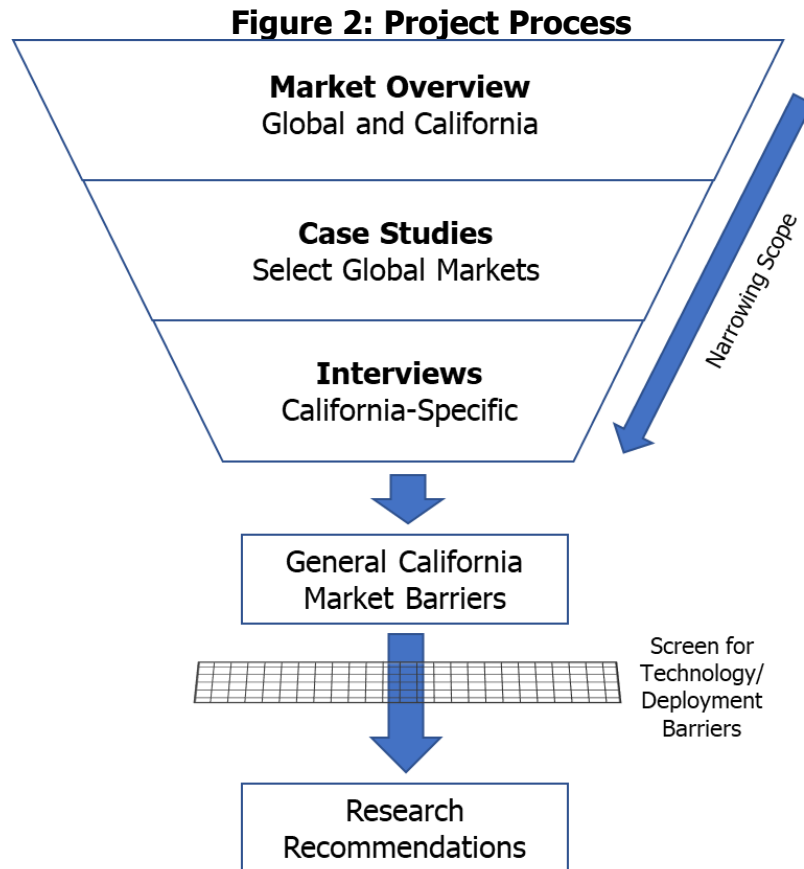 Figure 2: Project Process
Market Overview
Global and California
Case Studies
Select Global Markets
Interviews
California-Specific
Narrowing Scope
General California
Market Barriers
Screen for
Technology/
Deployment
Barriers
Research
Recommendations